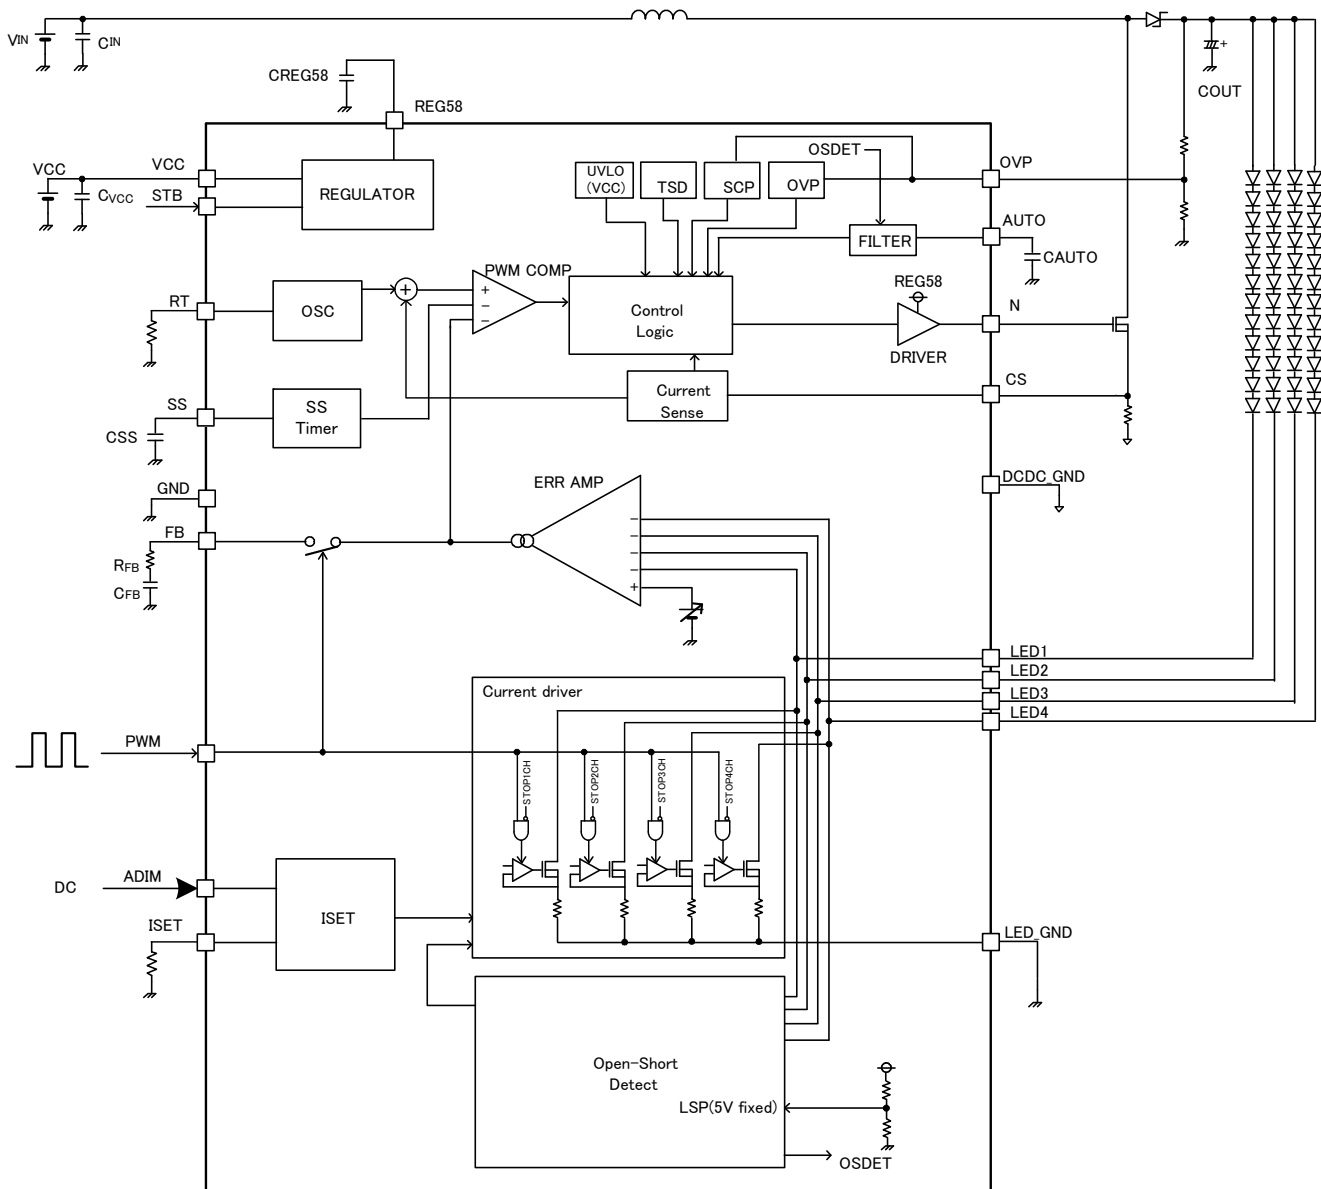 VIN
CIN
COUT
CREG58
REG58
VCC
CVCC
VCC
STB
REGULATOR
UVLO
(VCC)
TSD
SCP
OVP
OSDET
OVP
AUTO
CAUTO
FILTER
PWM COMP
+
−
−
RT
OSC
+
Control
Logic
REG58
DRIVER
N
CS
Current
Sense
SS
CSS
SS
Timer
GND
DCDC_GND
FB
RFB
CFB
ERR AMP
−
−
−
−
+
LED1
LED2
LED3
LED4
Current driver
PWM
STOP1CH
STOP2CH
STOP3CH
STOP4CH
DC
ADIM
ISET
ISET
LED_GND
Open-Short
Detect
LSP(5V fixed)
OSDET
+